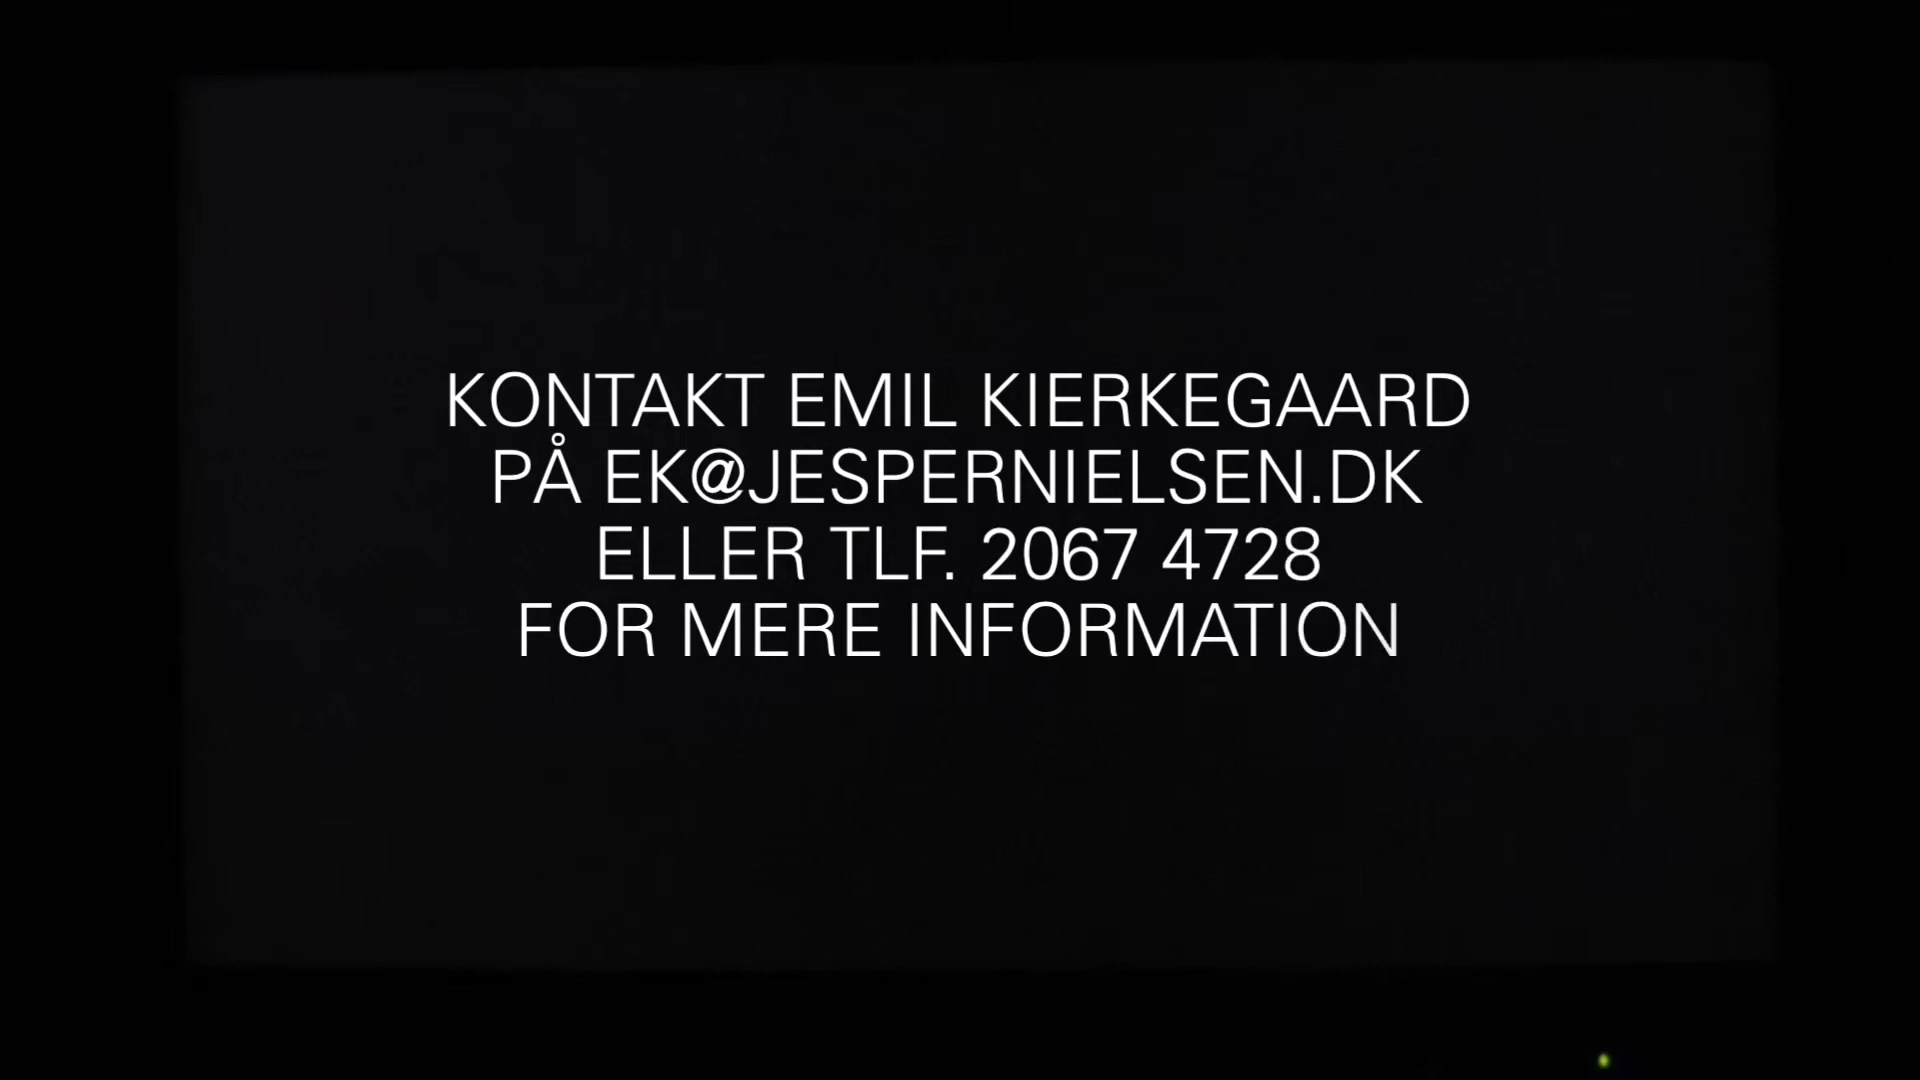 KONTAKT EMIL KIERKEGAARD
PÅ EK@JESPERNIELSEN.DK
ELLER TLF. 2067 4728
FOR MERE INFORMATION